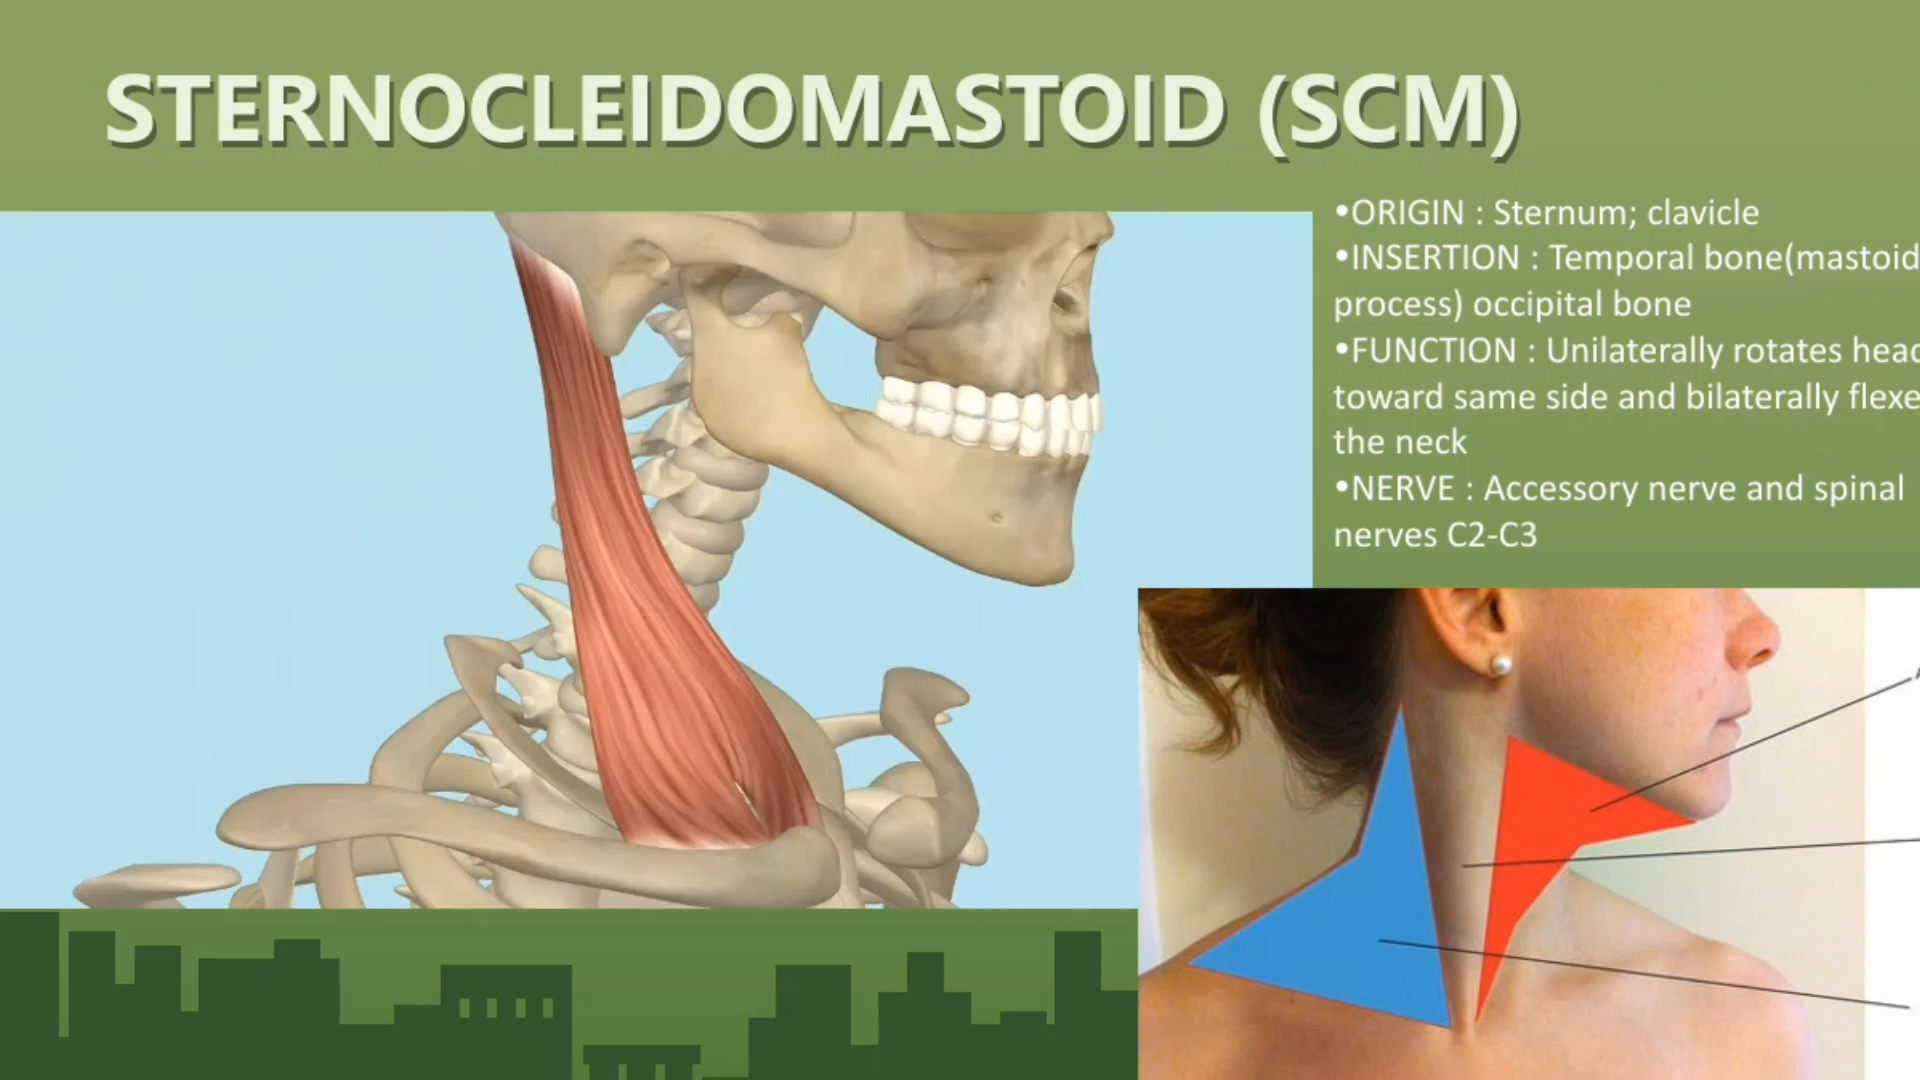 STERNOCLEIDOMASTOID (SCM)
•ORIGIN : Sternum; clavicle
•INSERTION : Temporal bone(mastoid
process) occipital bone
•FUNCTION : Unilaterally rotates head
toward same side and bilaterally flexe
the neck
•NERVE : Accessory nerve and spinal
nerves C2-C3